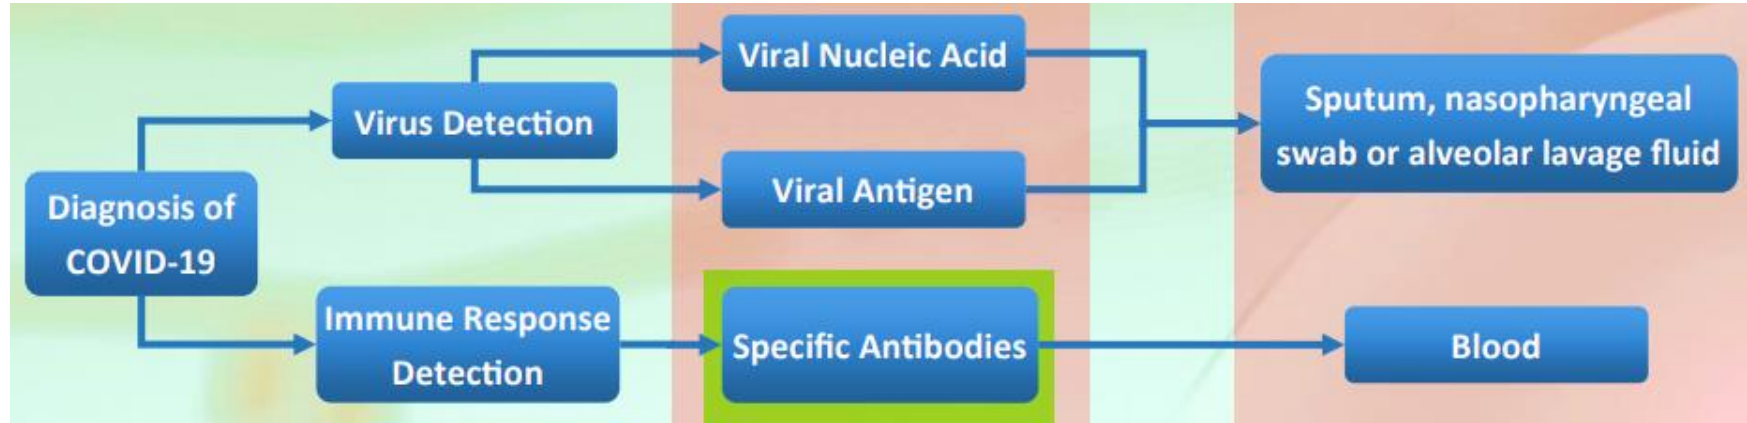 Diagnosis of
COVID-19
Virus Detection
Immune Response
Detection
Viral Nucleic Acid
Viral Antigen
Specific Antibodies
Sputum, nasopharyngeal
swab or alveolar lavage fluid
Blood